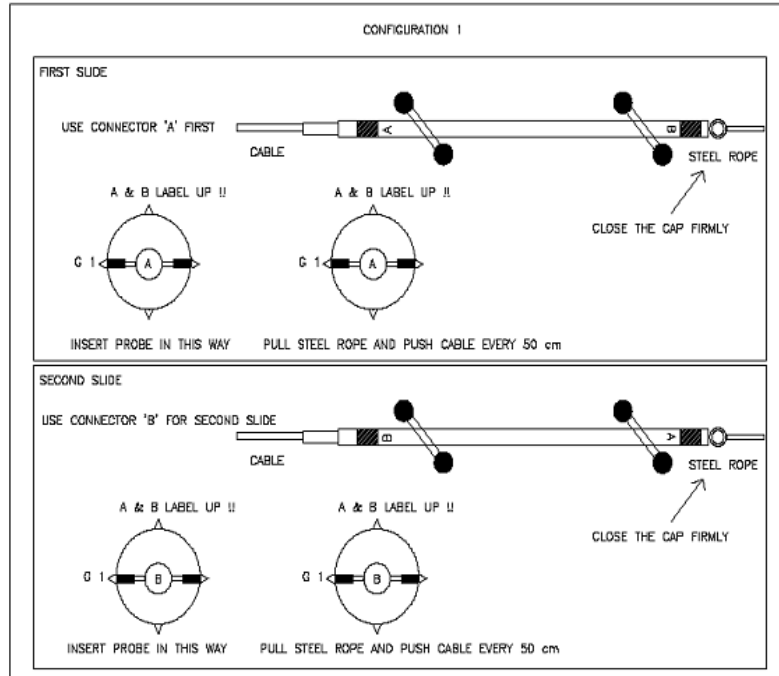 CONFIGURATION 1
FIRST SLIDE
USE CONNECTOR 'A' FIRST
A
B
CABLE
STEEL ROPE
A & B LABEL UP !!
A & B LABEL UP !!
CLOSE THE CAP FIRMLY
G 1
A
G 1
A
INSERT PROBE IN THIS WAY
PULL STEEL ROPE AND PUSH CABLE EVERY 50 cm
SECOND SLIDE
USE CONNECTOR 'B' FOR SECOND SLIDE
B
A
CABLE
STEEL ROPE
A & B LABEL UP !!
A & B LABEL UP !!
CLOSE THE CAP FIRMLY
G 1
B
G 1
B
INSERT PROBE IN THIS WAY
PULL STEEL ROPE AND PUSH CABLE EVERY 50 cm